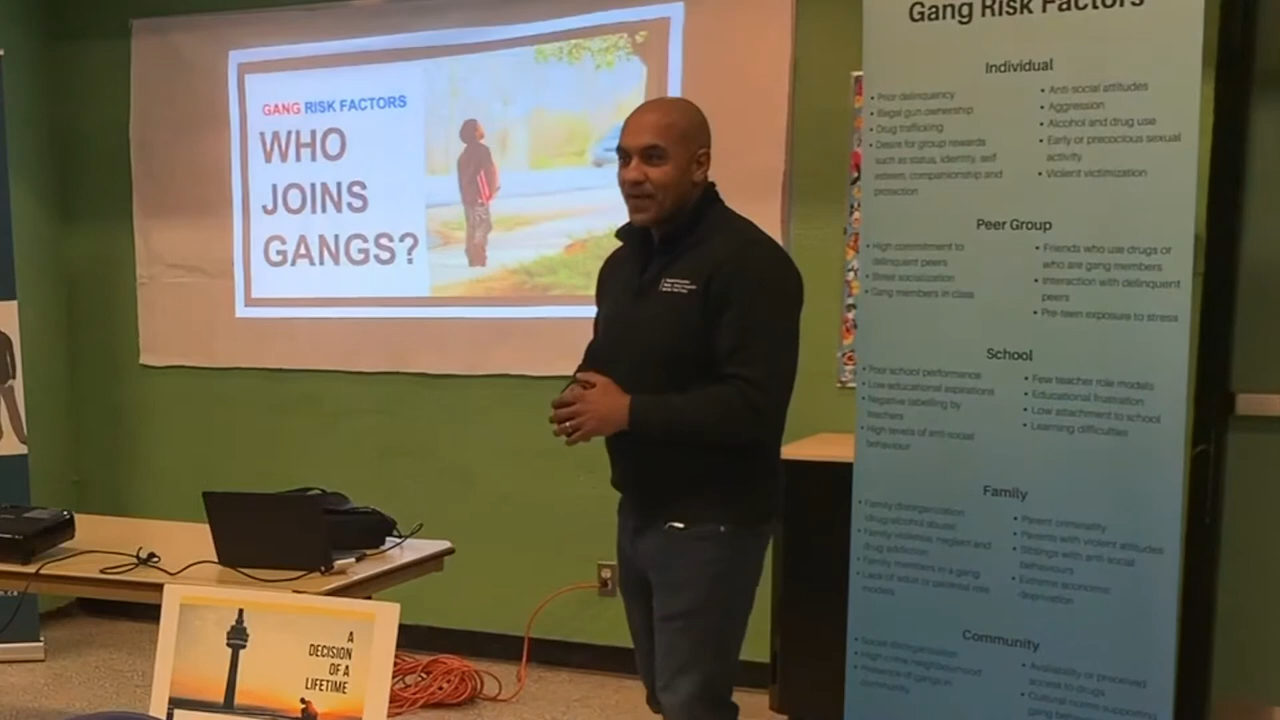 GANG RISK FACTORS
WHO
JOINS
GANGS?
A
DECISION
OF A
LIFETIME
Gang Risk Factors
Individual
• Prior delinquency
• Illegal gun ownership
• Drug trafficking
• Desire for group rewards
such as status, identity, self
esteem, companionship and
protection
• Anti-social attitudes
• Aggression
• Alcohol and drug use
• Early or precocious sexual
activity
• Violent victimization
Peer Group
• High commitment to
delinquent peers
• Street socialization
• Gang members in class
• Friends who use drugs or
who are gang members
• Interaction with delinquent
peers
• Pre-teen exposure to stress
School
• Poor school performance
• Low educational aspirations
• Negative labelling by
teachers
• High levels of anti-social
behaviour
• Few teacher role models
• Educational frustration
• Low attachment to school
• Learning difficulties
Family
• Family disorganization
(drug/alcohol abuse)
• Family violence, neglect and
drug addiction
• Family members in a gang
• Lack of adult or parental role
models
• Parent criminality
• Parents with violent attitudes
• Siblings with anti-social
behaviours
• Extreme economic
deprivation
Community
• Social disorganization
• High crime neighborhood
• Presence of gangs in
community
• Availability or perceived
access to drugs
• Cultural norms supporting
gang